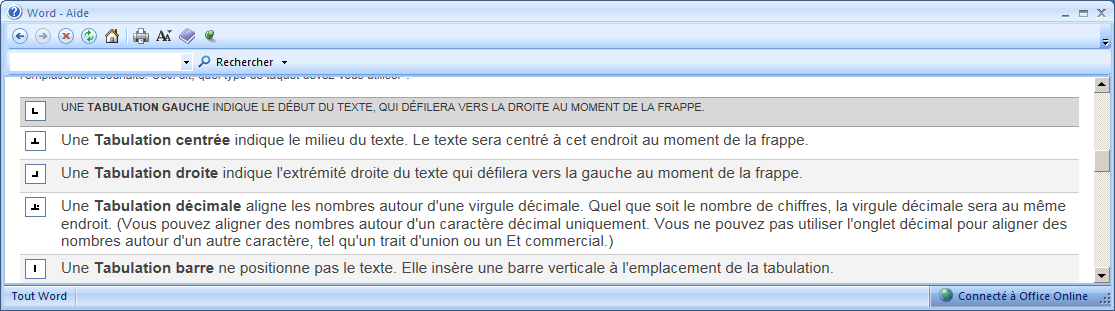 Word - Aide
Rechercher
UNE TABULATION GAUCHE INDIQUE LE DÉBUT DU TEXTE, QUI DÉFILERA VERS LA DROITE AU MOMENT DE LA FRAPPE.
Une Tabulation centrée indique le milieu du texte. Le texte sera centré à cet endroit au moment de la frappe.
Une Tabulation droite indique l'extrémité droite du texte qui défilera vers la gauche au moment de la frappe.
Une Tabulation décimale aligne les nombres autour d'une virgule décimale. Quel que soit le nombre de chiffres, la virgule décimale sera au même
endroit. (Vous pouvez aligner des nombres autour d'un caractère décimal uniquement. Vous ne pouvez pas utiliser l'onglet décimal pour aligner des
nombres autour d'un autre caractère, tel qu'un trait d'union ou un Et commercial.)
Une Tabulation barre ne positionne pas le texte. Elle insère une barre verticale à l'emplacement de la tabulation.
Tout Word
Connecté à Office Online